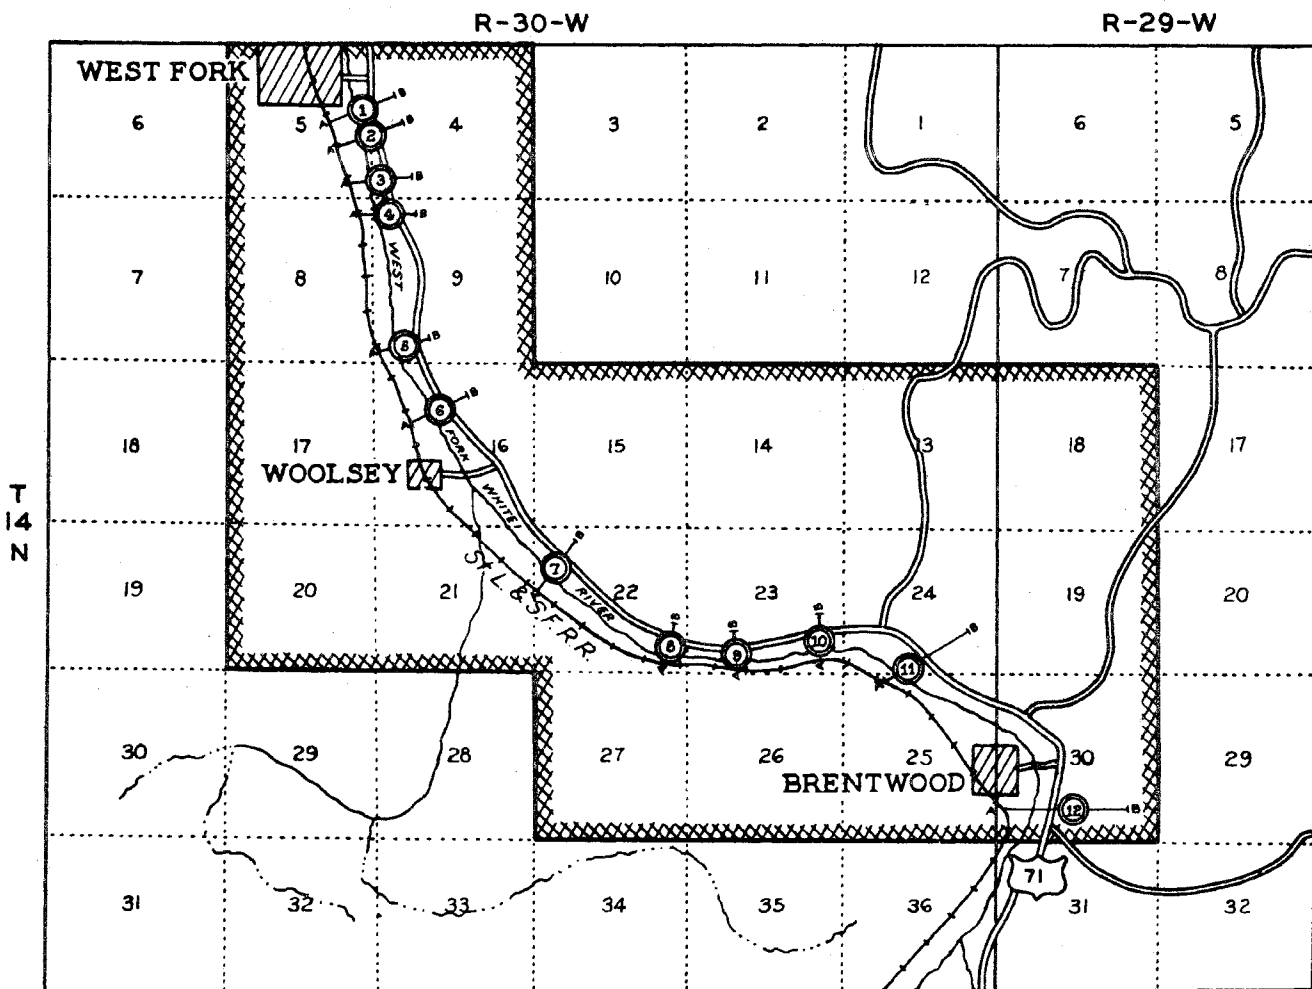 R-30-W R-29-W
WEST FORK
6 5 4 3 2 1 6 5
1
A B
2
A B
3
A B
4
A B
WEST
7 8 9 10 11 12 7 8
5
A B
6
A B
FORK
18 17 16 15 14 13 18 17
WOOLSEY
WHITE
T
14
N
7
B
RIVER
St. L. & S.F. R.R.
19 20 21 22 23 24 19 20
8
A B
9
A B
10
A B
11
A B
30 29 28 27 26 25 30 29
BRENTWOOD
12
A B
71
31 32 33 34 35 36 31 32